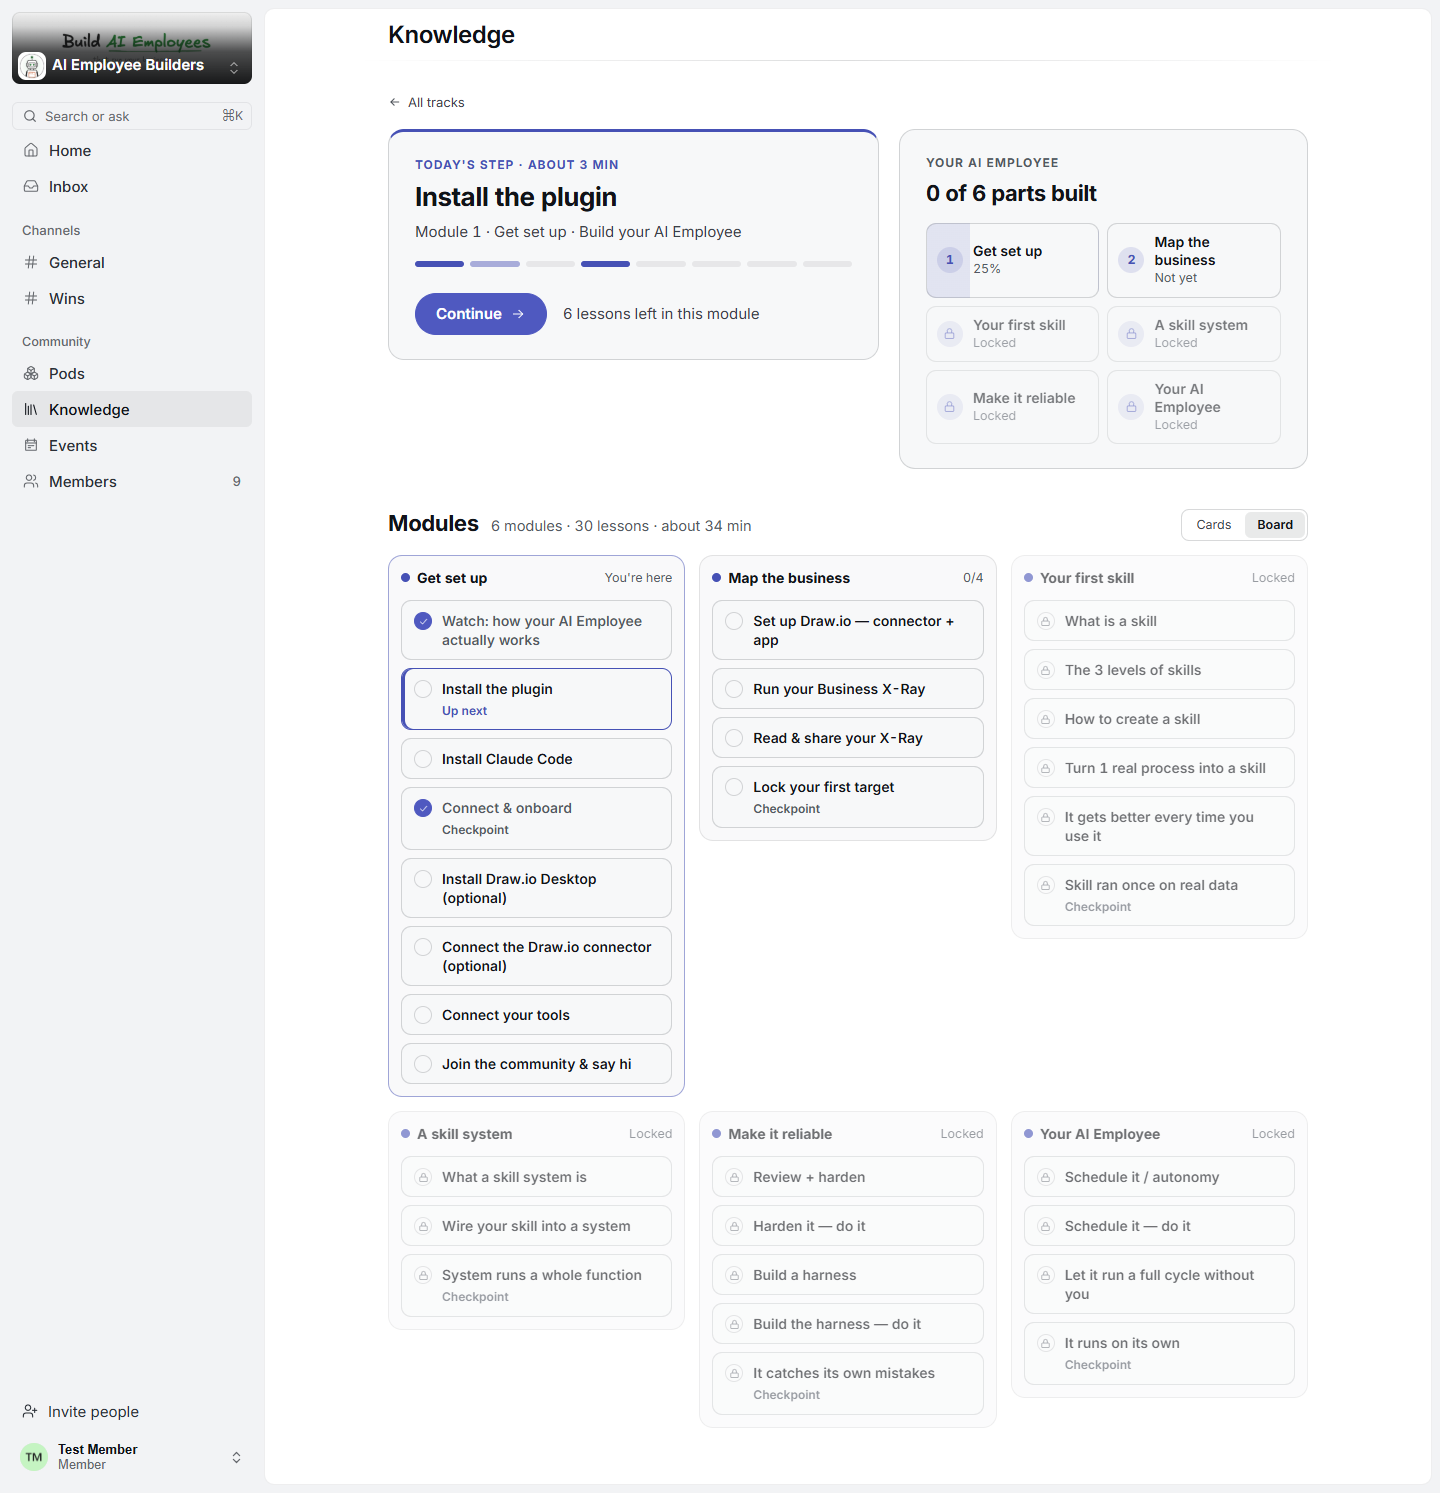 Build AI Employees
AI Employee Builders
Search or ask
⌘K
Home
Inbox
Channels
General
Wins
Community
Pods
Knowledge
Events
Members
9
Invite people
TM
Test Member
Member
Knowledge
← All tracks
TODAY'S STEP · ABOUT 3 MIN
Install the plugin
Module 1 · Get set up · Build your AI Employee
Continue →
6 lessons left in this module
YOUR AI EMPLOYEE
0 of 6 parts built
1
Get set up
25%
2
Map the
business
Not yet
Your first skill
Locked
A skill system
Locked
Make it reliable
Locked
Your AI
Employee
Locked
Modules
6 modules · 30 lessons · about 34 min
Cards
Board
Get set up
You're here
Watch: how your AI Employee
actually works
Install the plugin
Up next
Install Claude Code
Connect & onboard
Checkpoint
Install Draw.io Desktop
(optional)
Connect the Draw.io connector
(optional)
Connect your tools
Join the community & say hi
Map the business
0/4
Set up Draw.io — connector +
app
Run your Business X-Ray
Read & share your X-Ray
Lock your first target
Checkpoint
Your first skill
Locked
What is a skill
The 3 levels of skills
How to create a skill
Turn 1 real process into a skill
It gets better every time you
use it
Skill ran once on real data
Checkpoint
A skill system
Locked
What a skill system is
Wire your skill into a system
System runs a whole function
Checkpoint
Make it reliable
Locked
Review + harden
Harden it — do it
Build a harness
Build the harness — do it
It catches its own mistakes
Checkpoint
Your AI Employee
Locked
Schedule it / autonomy
Schedule it — do it
Let it run a full cycle without
you
It runs on its own
Checkpoint